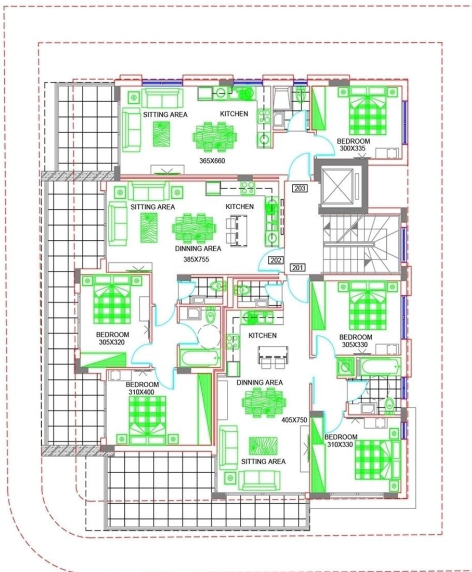 SITTING AREA
KITCHEN
365X660
BEDROOM
300X335
203
SITTING AREA
KITCHEN
DINNING AREA
385X755
202
201
BEDROOM
305X320
BEDROOM
310X400
KITCHEN
DINNING AREA
405X750
SITTING AREA
BEDROOM
305X330
BEDROOM
310X330